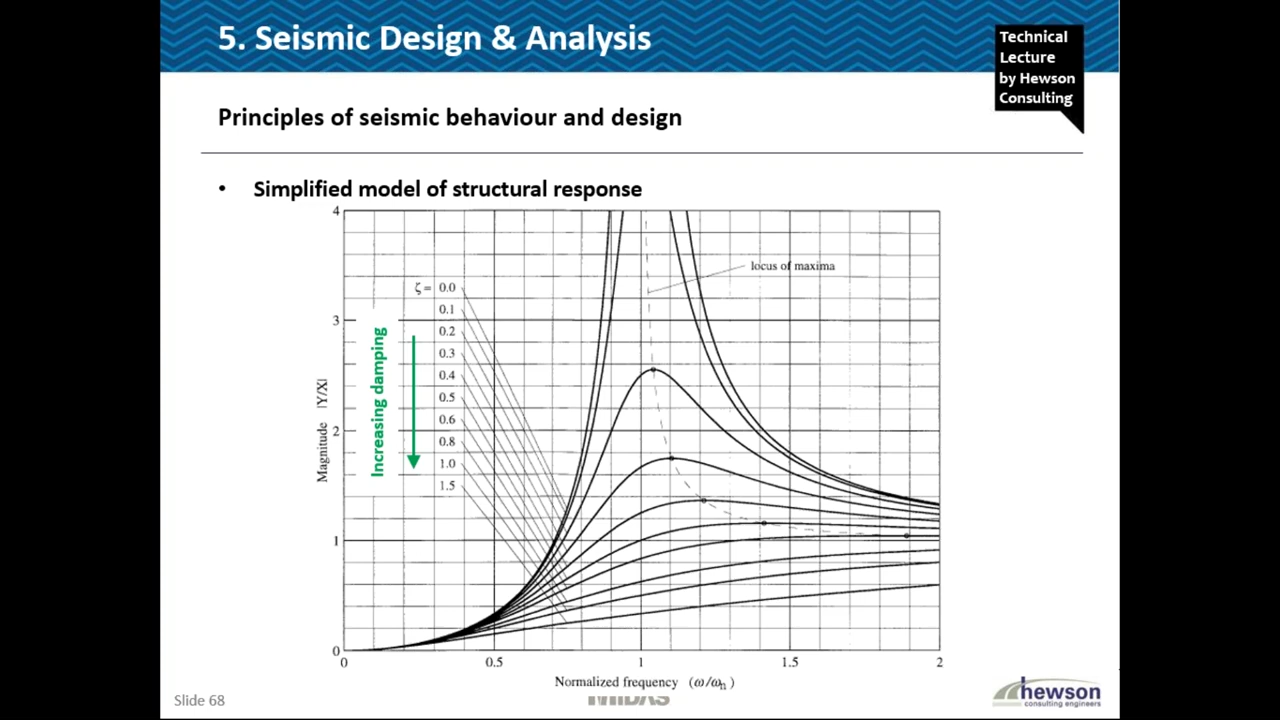 5. Seismic Design & Analysis
Technical
Lecture
by Hewson
Consulting
Principles of seismic behaviour and design
• Simplified model of structural response
4
3
2
1
0
Magnitude |Y/X|
Increasing damping
ζ = 0.0
0.1
0.2
0.3
0.4
0.5
0.6
0.8
1.0
1.5
locus of maxima
0 0.5 1 1.5 2
Normalized frequency (ω/ωn)
Slide 68
MIDAS
hewson
consulting engineers